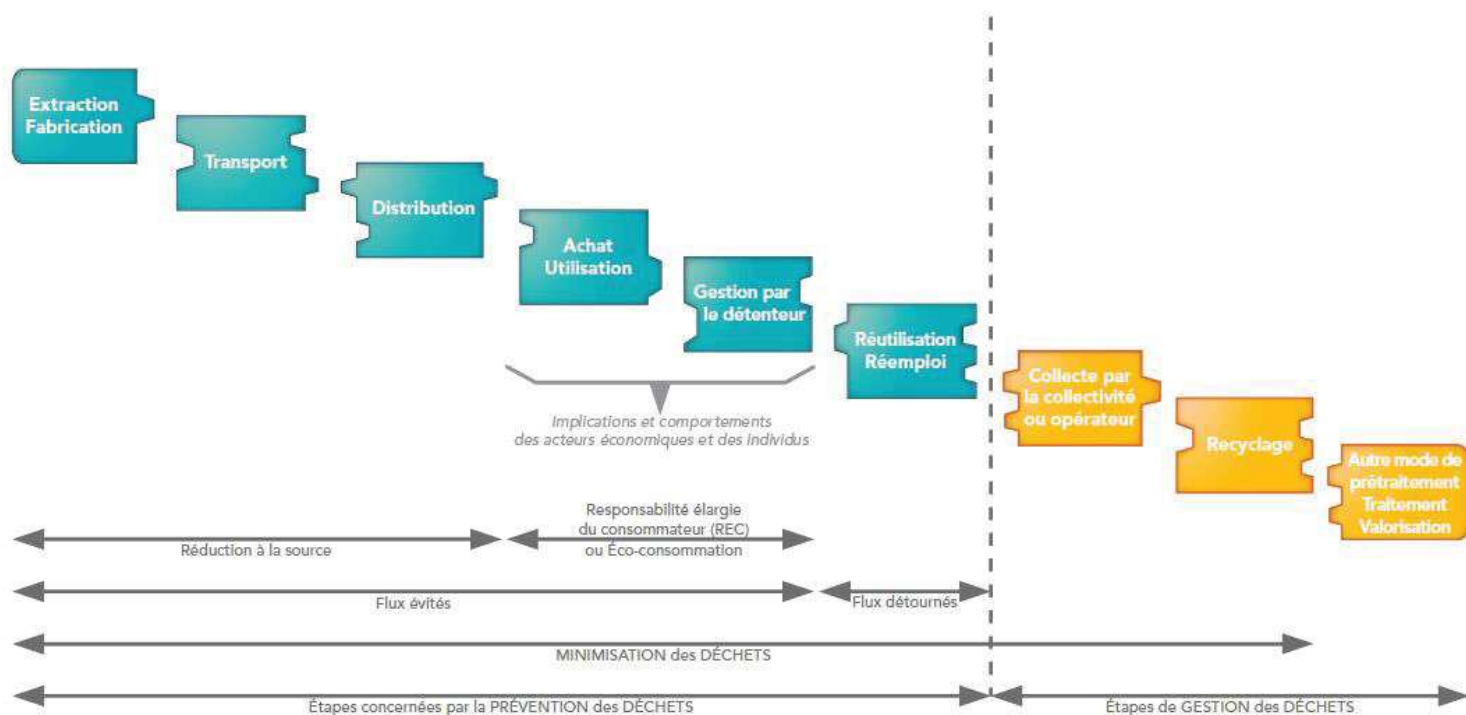 Extraction
Fabrication
Transport
Distribution
Achat
Utilisation
Gestion par
le détenteur
Réutilisation
Réemploi
Collecte par
la collectivité
ou opérateur
Recyclage
Autre mode de
prétraitement
Traitement
Valorisation
Implications et comportements
des acteurs économiques et des individus
Réduction à la source
Responsabilité élargie
du consommateur (REC)
ou Éco-consommation
Flux évités
Flux détournés
MINIMISATION des DÉCHETS
Étapes concernées par la PRÉVENTION des DÉCHETS
Étapes de GESTION des DÉCHETS